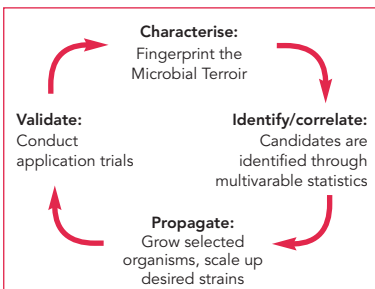 Characterise:
Fingerprint the
Microbial Terroir
Identify/correlate:
Candidates are
identified through
multivarable statistics
Propagate:
Grow selected
organisms, scale up
desired strains
Validate:
Conduct
application trials